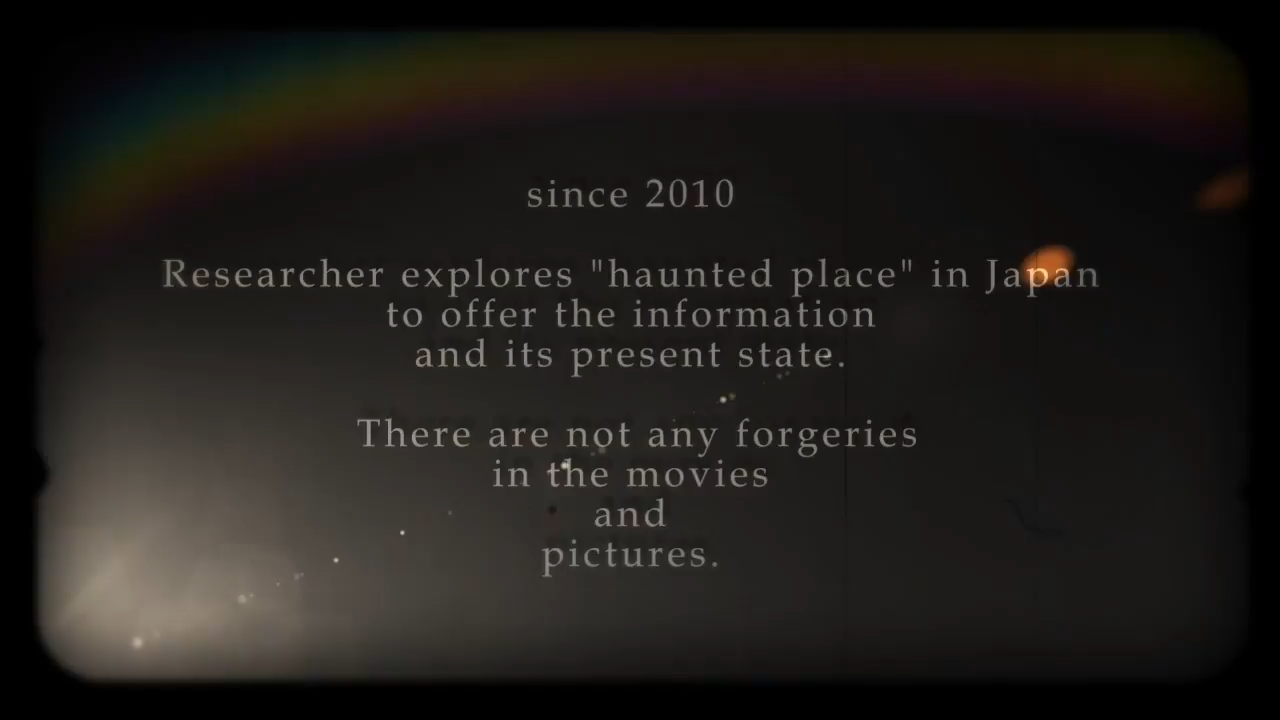 since 2010
Researcher explores "haunted place" in Japan
to offer the information
and its present state.
There are not any forgeries
in the movies
and
pictures.